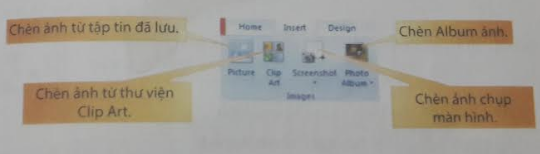 Chèn ảnh từ tập tin đã lưu.
Home Insert Design
Chèn Album ảnh.
Picture Clip Art Screenshot Photo Album
Images
Chèn ảnh từ thư viện
Clip Art.
Chèn ảnh chụp
màn hình.